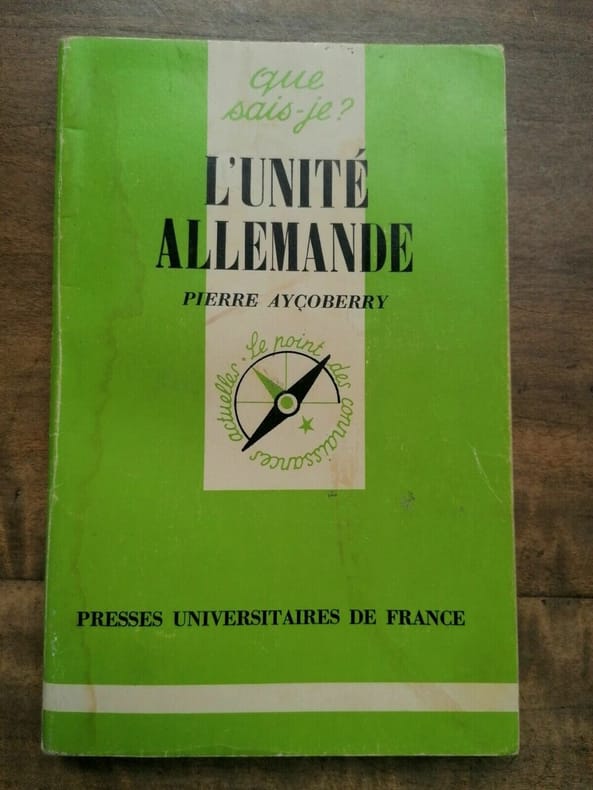 que
sais-je?
L'UNITÉ
ALLEMANDE
PIERRE AYÇOBERRY
Le point des connaissances actuelles.
PRESSES UNIVERSITAIRES DE FRANCE